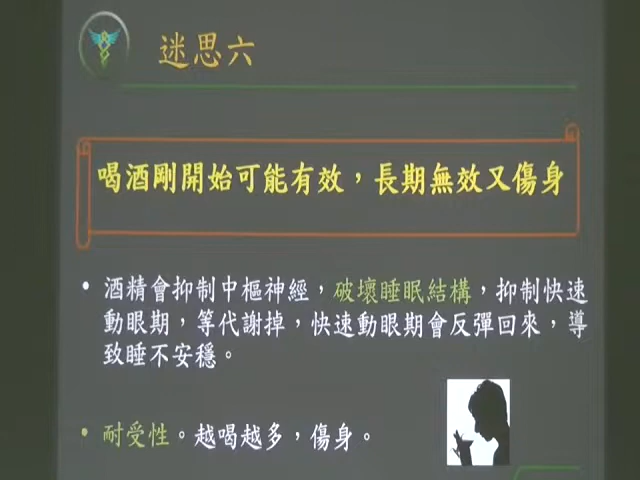 迷思六
喝酒剛開始可能有效，長期無效又傷身
• 酒精會抑制中樞神經，破壞睡眠結構，抑制快速
動眼期，等代謝掉，快速動眼期會反彈回來，導
致睡不安穩。
• 耐受性。越喝越多，傷身。